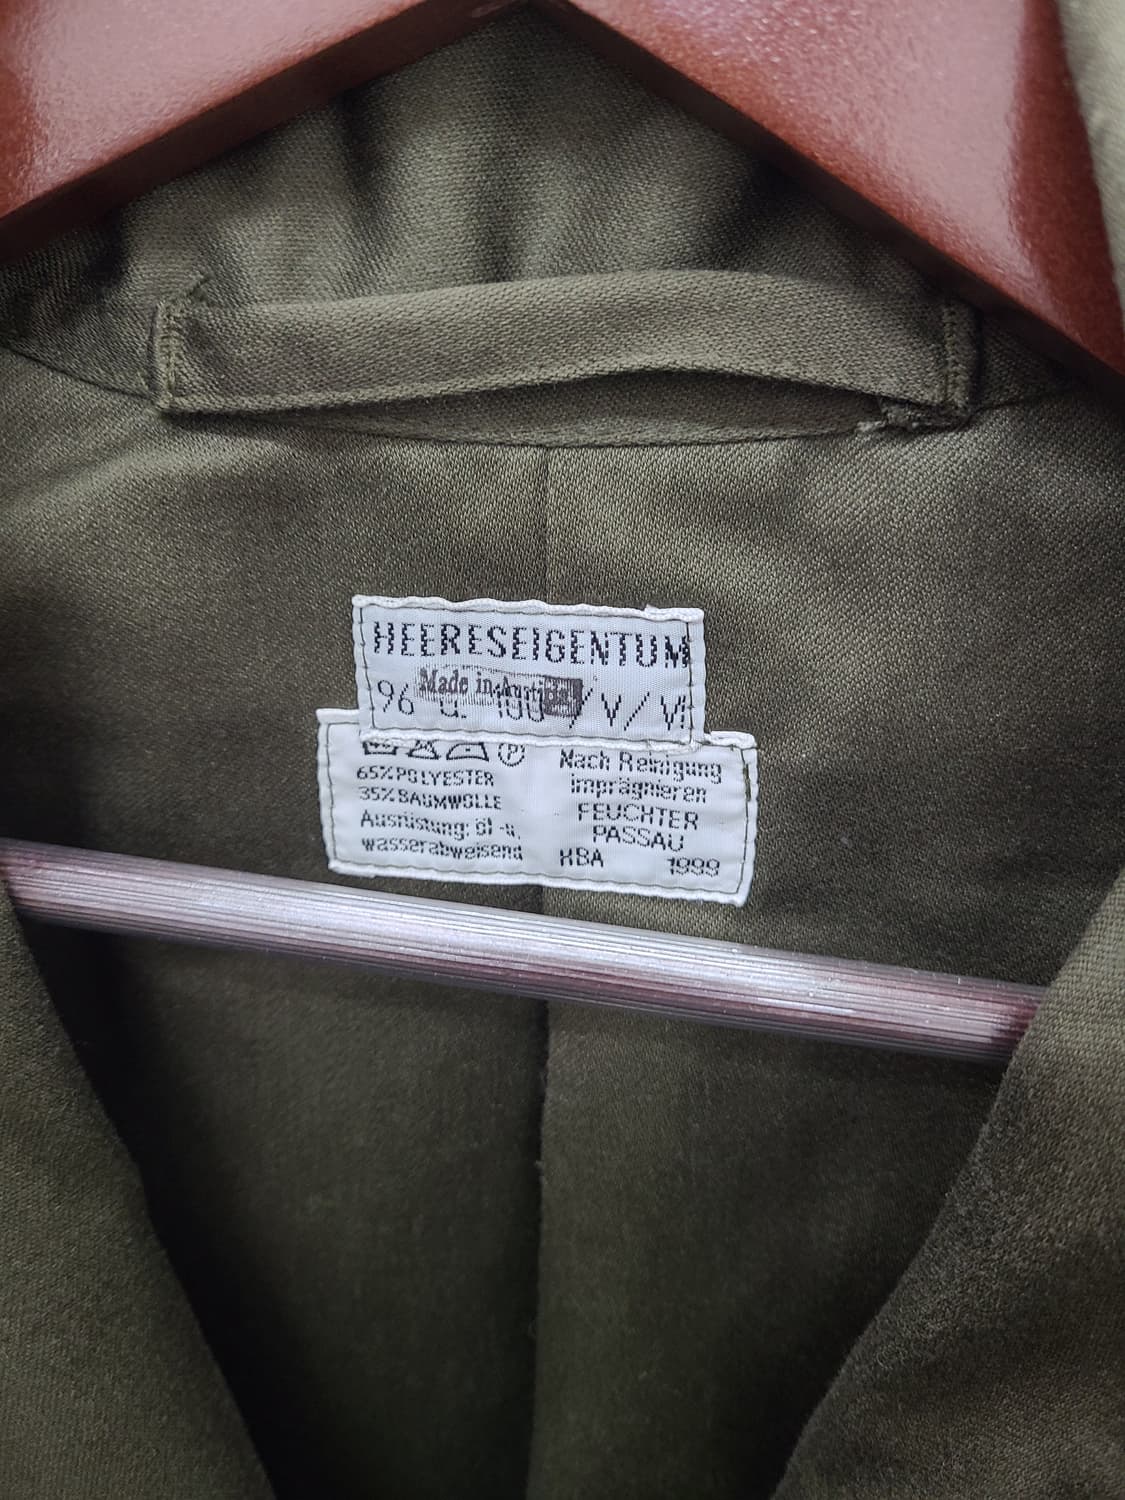 HEERESEIGENTUM
Made in Austria
96 u. 100 / V / VI
65% POLYESTER
35% BAUMWOLLE
Ausrüstung: öl -u.
wasserabweisend
Nach Reinigung
imprägnieren
FEUCHTER
PASSAU
HBA 1999